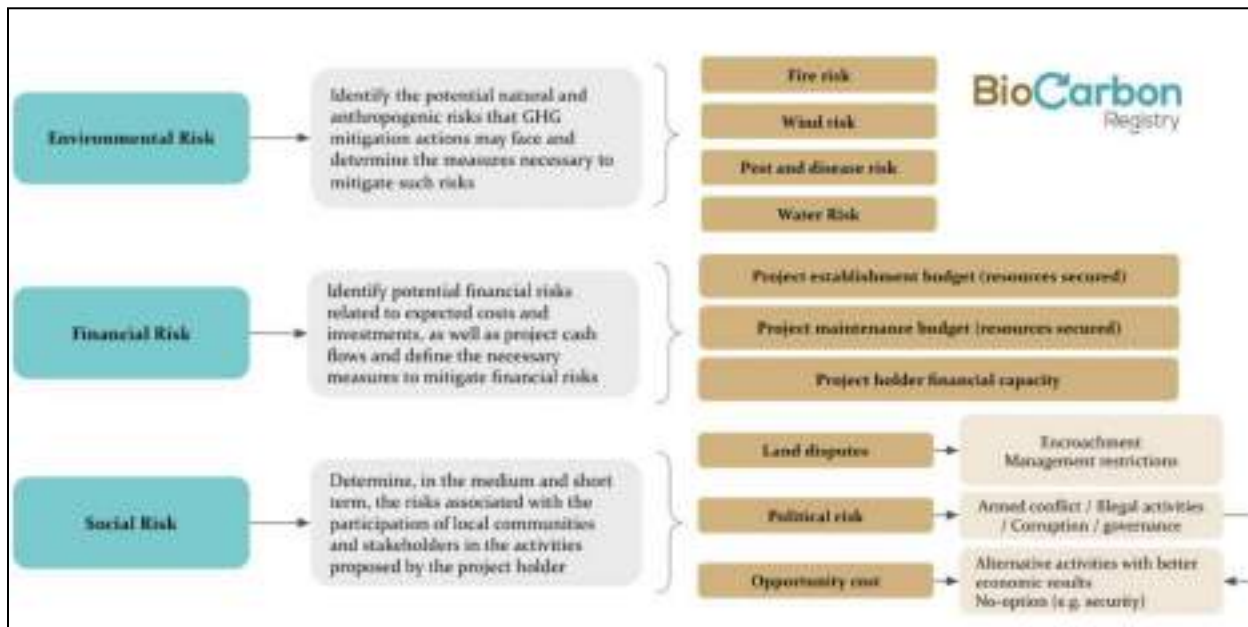 Environmental Risk
Identify the potential natural and
anthropogenic risks that GHG
mitigation actions may face and
determine the measures necessary to
mitigate such risks
Fire risk
Wind risk
Pest and disease risk
Water Risk
BioCarbon
Registry
Financial Risk
Identify potential financial risks
related to expected costs and
investments, as well as project cash
flows and define the necessary
measures to mitigate financial risks
Project establishment budget (resources secured)
Project maintenance budget (resources secured)
Project holder financial capacity
Social Risk
Determine, in the medium and short
term, the risks associated with the
participation of local communities
and stakeholders in the activities
proposed by the project holder
Land disputes
Encroachment
Management restrictions
Political risk
Armed conflict / Illegal activities
/ Corruption / governance
Opportunity cost
Alternative activities with better
economic results
No-option (e.g. security)